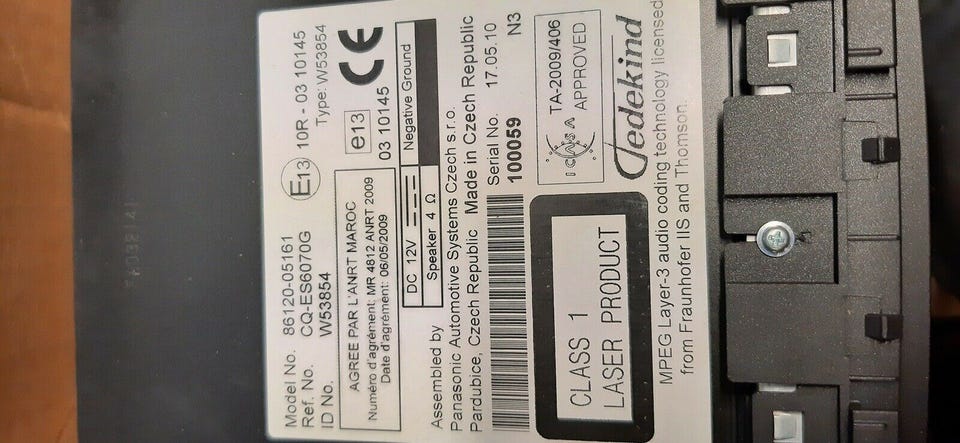 Model No. 86120-05161
Ref. No. CQ-ES6070G
ID No. W53854
E13 10R - 03 10145
Type: W53854
AGREE PAR L'ANRT MAROC
Numéro d'agrément: MR 4812 ANRT 2009
Date d'agrément: 06/05/2009
e13
03 10145
CE
DC 12V
Negative Ground
Speaker 4 Ω
Assembled by
Panasonic Automotive Systems Czech s.r.o.
Pardubice, Czech Republic Made in Czech Republic
Serial No. 17.05.10
100059 N3
ICASA
TA-2009/406
APPROVED
CLASS 1
LASER PRODUCT
Tedekind
MPEG Layer-3 audio coding technology licensed
from Fraunhofer IIS and Thomson.